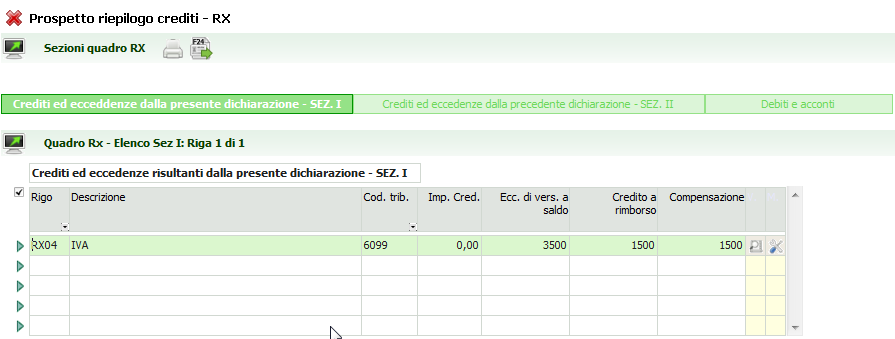 Prospetto riepilogo crediti - RX
Sezioni quadro RX
F24
Crediti ed ecceddenze dalla presente dichiarazione - SEZ. I
Crediti ed eccedenze dalla precedente dichiarazione - SEZ. II
Debiti e acconti
Quadro Rx - Elenco Sez I: Riga 1 di 1
Crediti ed eccedenze risultanti dalla presente dichiarazione - SEZ. I
Rigo Descrizione Cod. trib. Imp. Cred. Ecc. di vers. a saldo Credito a rimborso Compensazione
RX04 IVA 6099 0,00 3500 1500 1500